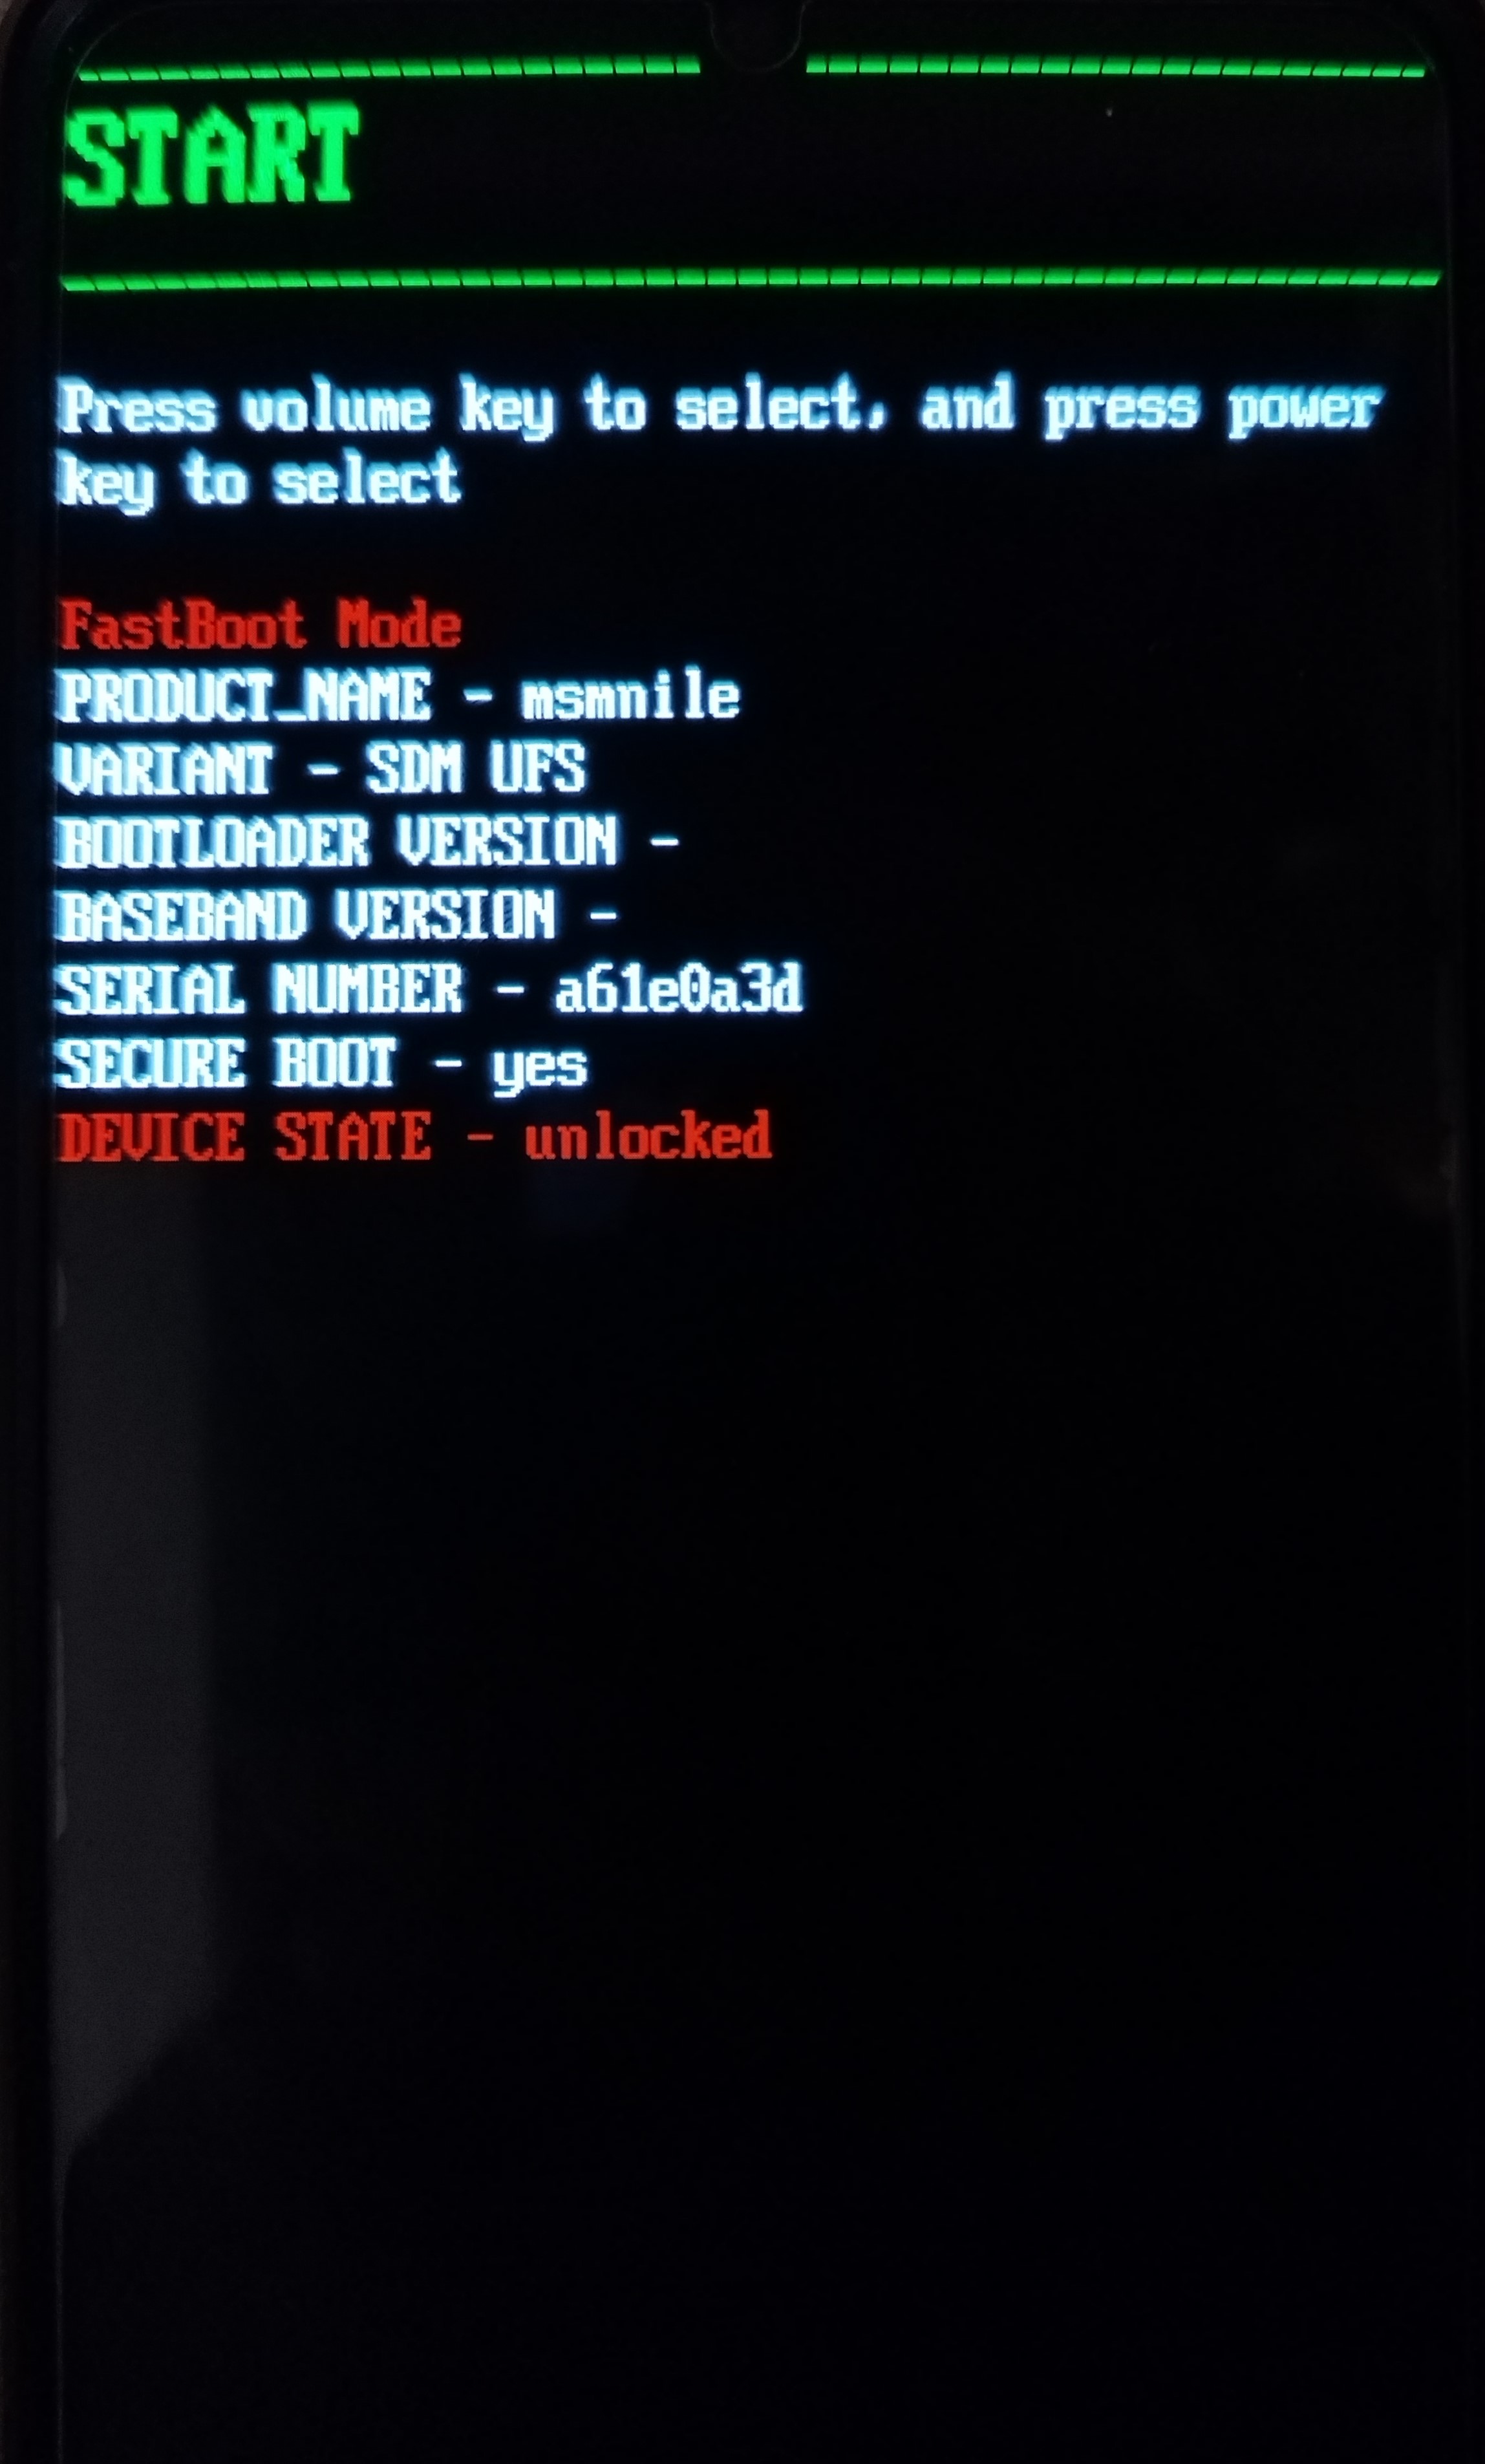 START
Press volume key to select, and press power
key to select
FastBoot Mode
PRODUCT_NAME - msmnile
VARIANT - SDM UFS
BOOTLOADER VERSION -
BASEBAND VERSION -
SERIAL NUMBER - a61e0a3d
SECURE BOOT - yes
DEVICE STATE - unlocked